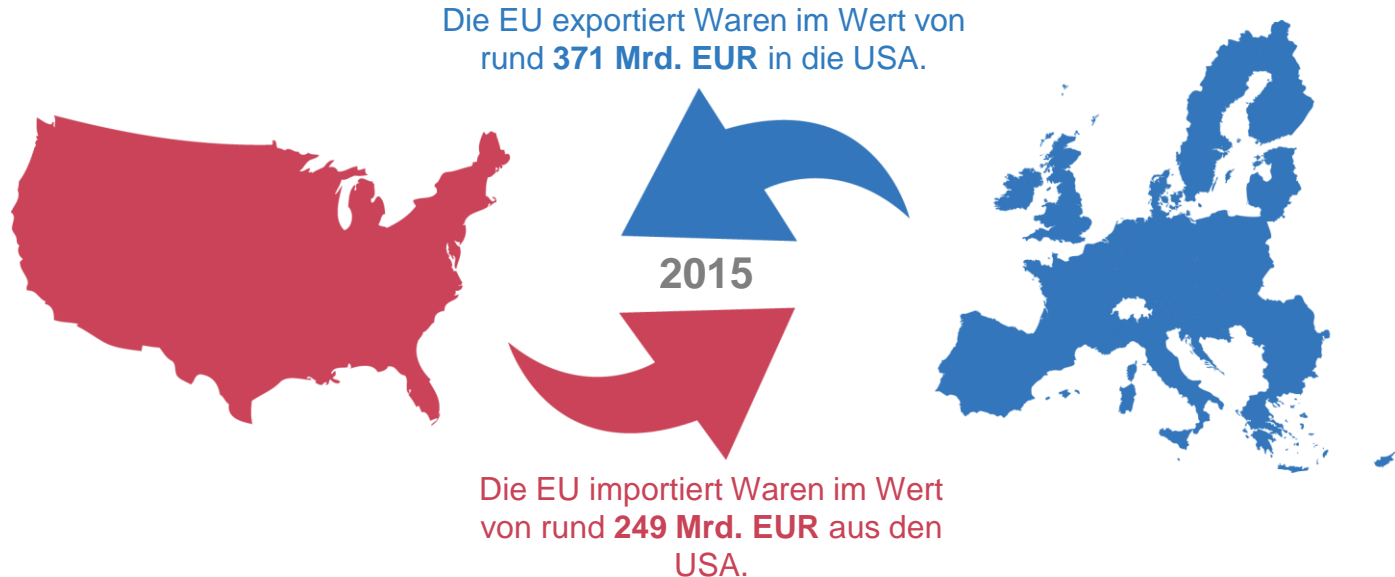 Die EU exportiert Waren im Wert von
rund 371 Mrd. EUR in die USA.
2015
Die EU importiert Waren im Wert
von rund 249 Mrd. EUR aus den
USA.